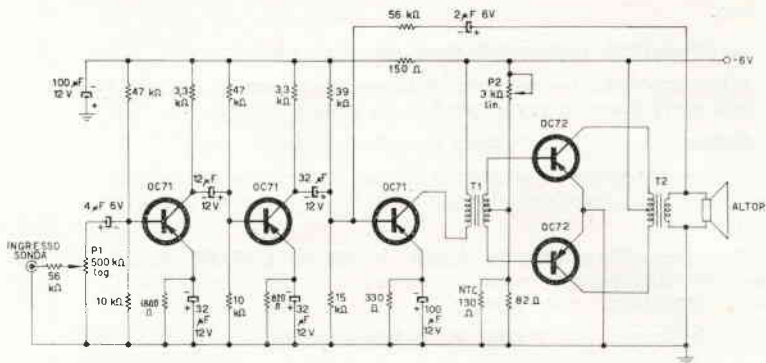 56 kΩ
2 µF 6V
-6V
150 Ω
100 µF
12 V
47 kΩ
3,3
kΩ
47
kΩ
3,3
kΩ
39
kΩ
P2
3 kΩ
lin.
OC72
4 µF 6V
OC71
12 µF
12 V
OC71
32
µF
12 V
OC71
T1
T2
ALTOP.
OC72
INGRESSO
SONDA
56
kΩ
P1
500 kΩ
log
10 kΩ
Ω
32
µF
12 V
10
kΩ
820
Ω
32
µF
12 V
15
kΩ
330
Ω
100
µF
12V
NTC
130
Ω
82 Ω